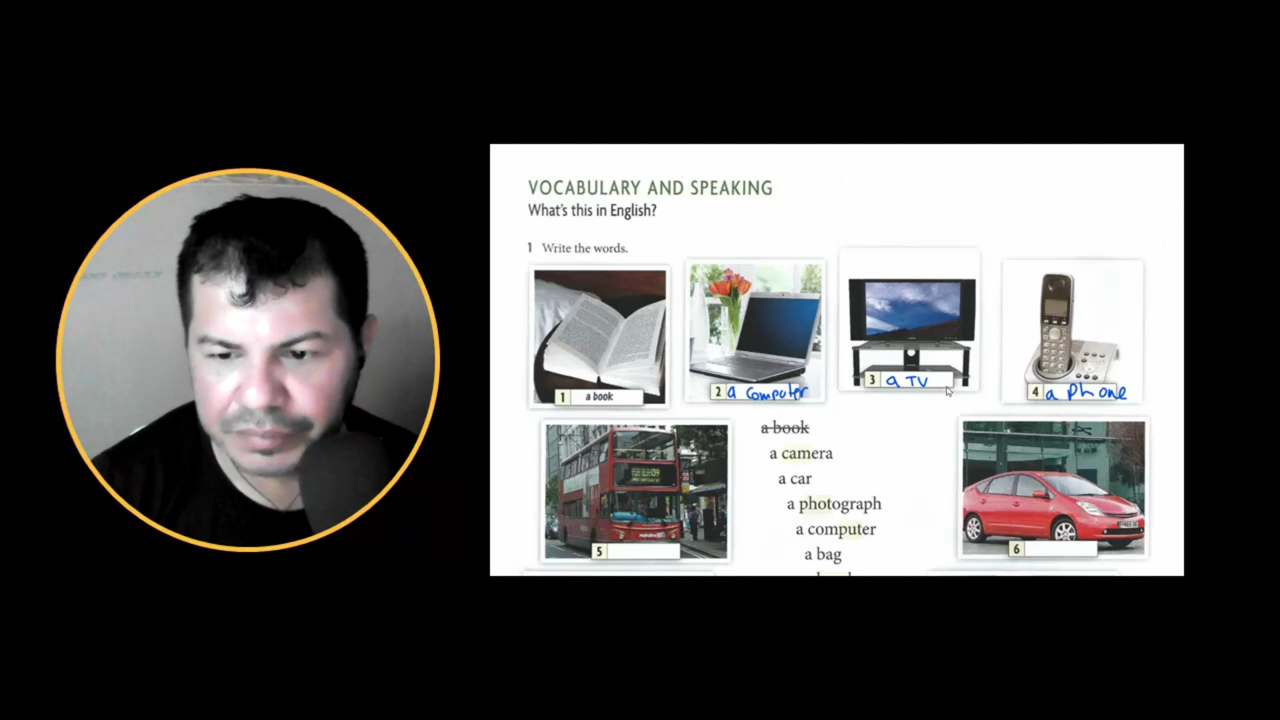 VOCABULARY AND SPEAKING
What's this in English?
1 Write the words.
1 a book
2 a computer
3 a TV
4 a phone
a book
a camera
a car
a photograph
a computer
a bag
5
6